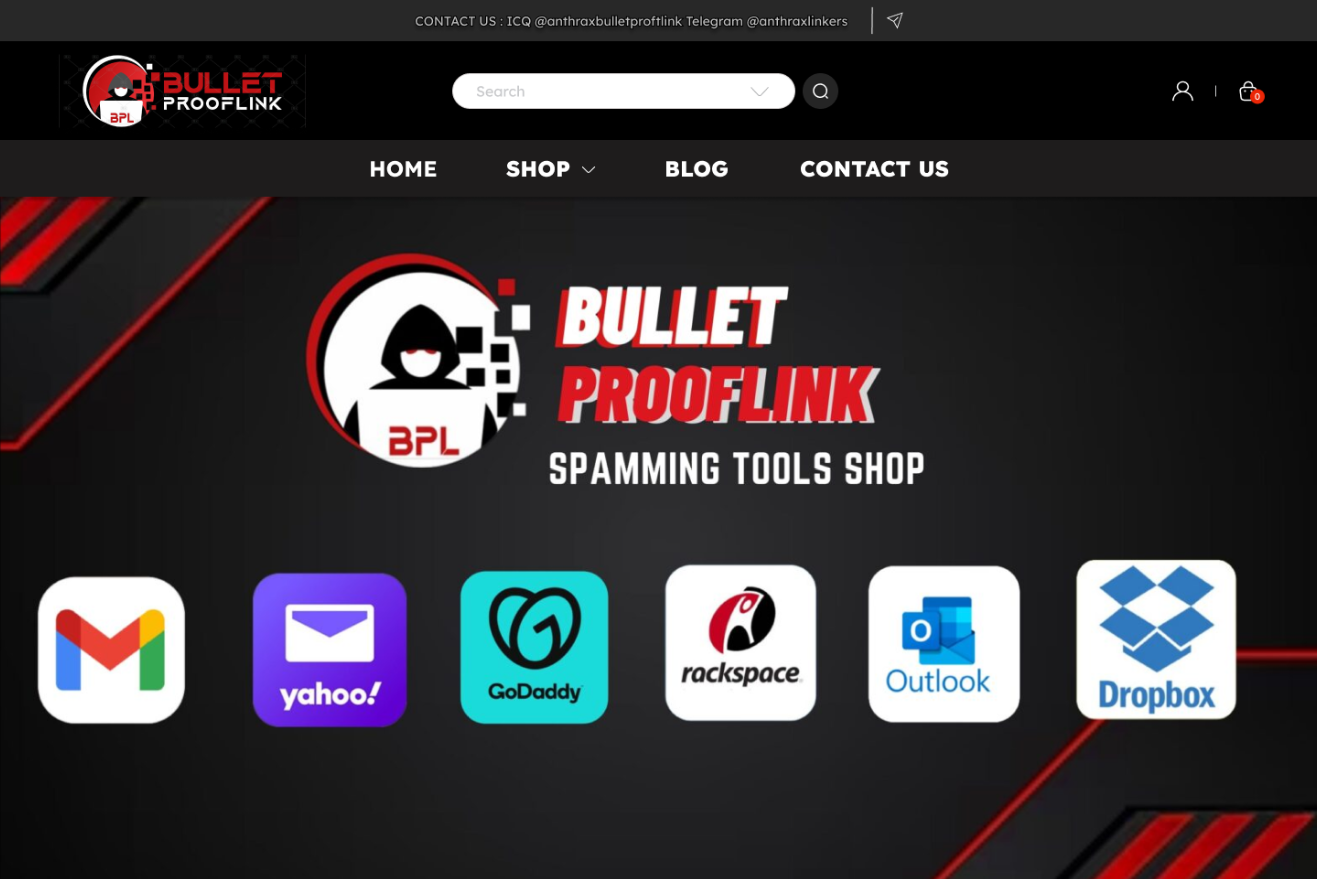 CONTACT US : ICQ @anthraxbulletproftlink Telegram @anthraxlinkers
BULLET
PROOFLINK
BPL
Search
0
HOME SHOP BLOG CONTACT US
BULLET
PROOFLINK
BPL
SPAMMING TOOLS SHOP
yahoo!
GoDaddy
rackspace
Outlook
Dropbox